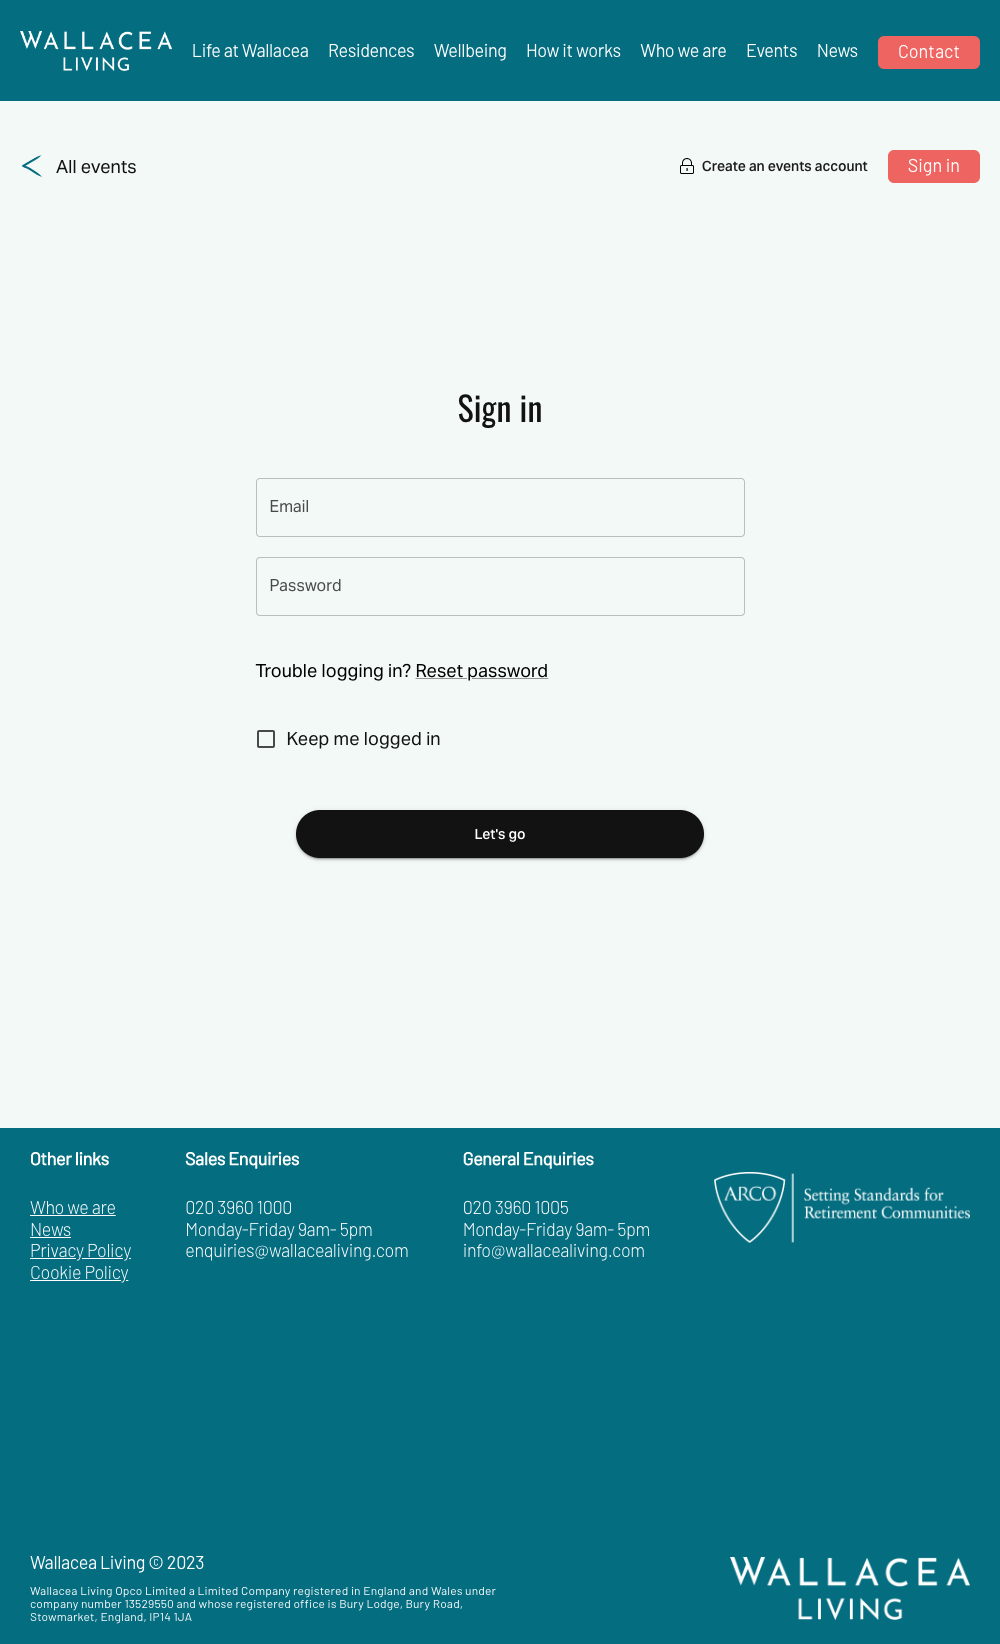 WALLACEA
LIVING
Life at Wallacea Residences Wellbeing How it works Who we are Events News Contact
All events
Create an events account
Sign in
Sign in
Email
Password
Trouble logging in? Reset password
Keep me logged in
Let's go
Other links
Who we are
News
Privacy Policy
Cookie Policy
Sales Enquiries
020 3960 1000
Monday-Friday 9am- 5pm
enquiries@wallacealiving.com
General Enquiries
020 3960 1005
Monday-Friday 9am- 5pm
info@wallacealiving.com
ARCO
Setting Standards for
Retirement Communities
Wallacea Living © 2023
Wallacea Living Opco Limited a Limited Company registered in England and Wales under
company number 13529550 and whose registered office is Bury Lodge, Bury Road,
Stowmarket, England, IP14 1JA
WALLACEA
LIVING